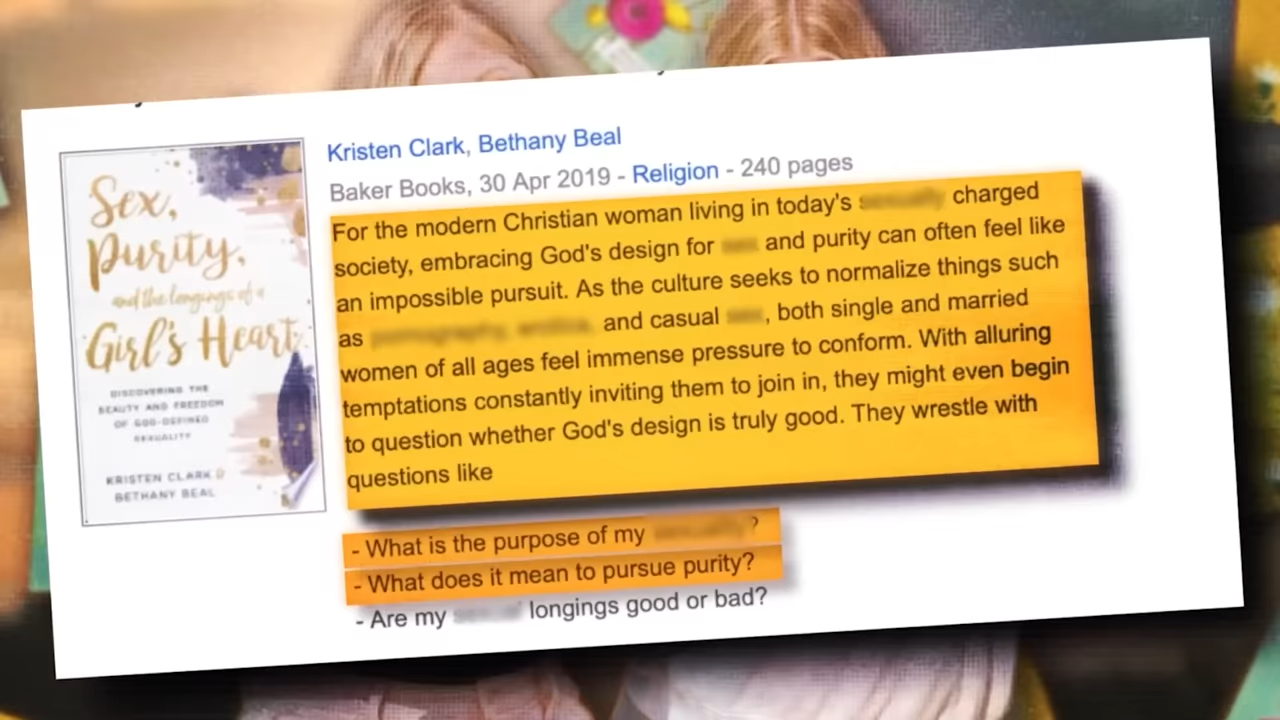 Sex,
Purity,
and the longings of a
Girl's Heart
DISCOVERING THE
BEAUTY AND FREEDOM
OF GOD-DEFINED
SEXUALITY
KRISTEN CLARK &
BETHANY BEAL
Kristen Clark, Bethany Beal
Baker Books, 30 Apr 2019 - Religion - 240 pages
For the modern Christian woman living in today's charged
society, embracing God's design for and purity can often feel like
an impossible pursuit. As the culture seeks to normalize things such
as and casual , both single and married
women of all ages feel immense pressure to conform. With alluring
temptations constantly inviting them to join in, they might even begin
to question whether God's design is truly good. They wrestle with
questions like
- What is the purpose of my ?
- What does it mean to pursue purity?
- Are my longings good or bad?